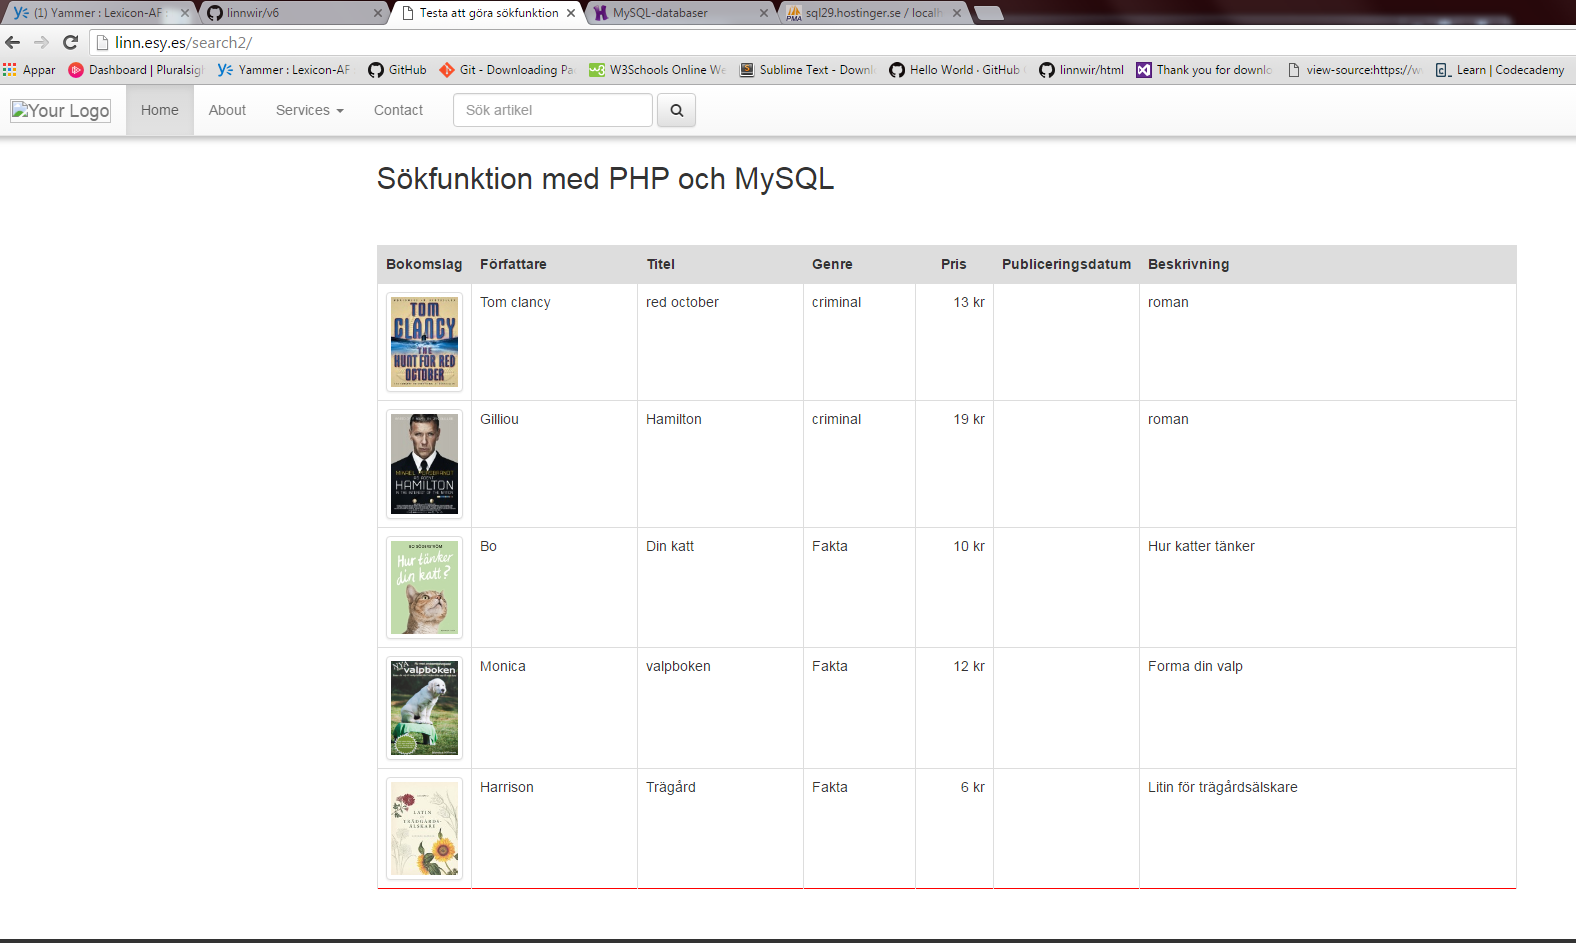 (1) Yammer : Lexicon-AF
linnwir/v6
Testa att göra sökfunktion
MySQL-databaser
sql29.hostinger.se / localh
linn.esy.es/search2/
Appar
Dashboard | Pluralsigh
Yammer : Lexicon-AF
GitHub
Git - Downloading Pa
W3Schools Online We
Sublime Text - Downl
Hello World · GitHub
linnwir/html
Thank you for downlo
view-source:https://w
Learn | Codecademy
Your Logo
Home
About
Services
Contact
Sök artikel
Sökfunktion med PHP och MySQL
Bokomslag Författare Titel Genre Pris Publiceringsdatum Beskrivning
TOM
CLANCY
THE
HUNT FOR RED
OCTOBER
Tom clancy red october criminal 13 kr roman
HAMILTON
Gilliou Hamilton criminal 19 kr roman
BO SÖDERSTRÖM
Hur tänker
din katt?
Bo Din katt Fakta 10 kr Hur katter tänker
NYA
valpboken
Monica valpboken Fakta 12 kr Forma din valp
LATIN
TRÄDGÅRDS-
ÄLSKARE
Harrison Trägård Fakta 6 kr Litin för trägårdsälskare